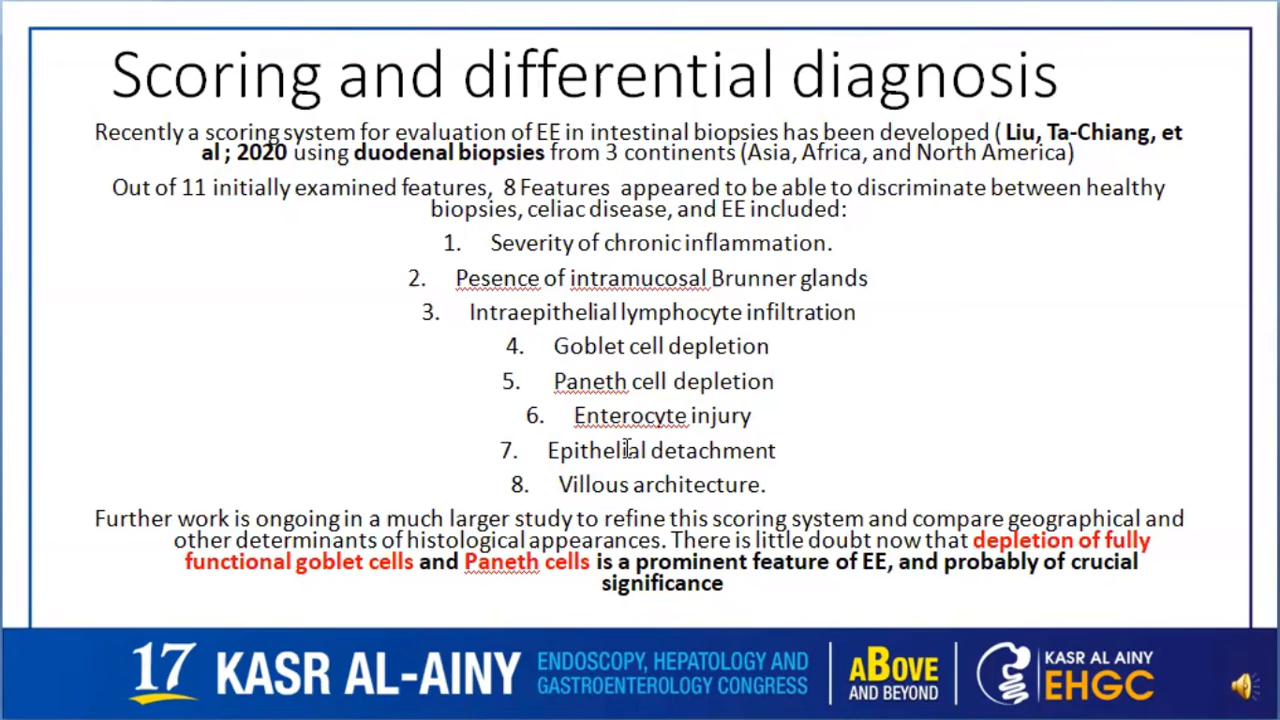 Scoring and differential diagnosis
Recently a scoring system for evaluation of EE in intestinal biopsies has been developed ( Liu, Ta-Chiang, et
al ; 2020 using duodenal biopsies from 3 continents (Asia, Africa, and North America)
Out of 11 initially examined features, 8 Features appeared to be able to discriminate between healthy
biopsies, celiac disease, and EE included:
1. Severity of chronic inflammation.
2. Pesence of intramucosal Brunner glands
3. Intraepithelial lymphocyte infiltration
4. Goblet cell depletion
5. Paneth cell depletion
6. Enterocyte injury
7. Epithelial detachment
8. Villous architecture.
Further work is ongoing in a much larger study to refine this scoring system and compare geographical and
other determinants of histological appearances. There is little doubt now that depletion of fully
functional goblet cells and Paneth cells is a prominent feature of EE, and probably of crucial
significance
17 KASR AL-AINY
ENDOSCOPY, HEPATOLOGY AND
GASTROENTEROLOGY CONGRESS
ABOVE
AND BEYOND
KASR AL AINY
EHGC